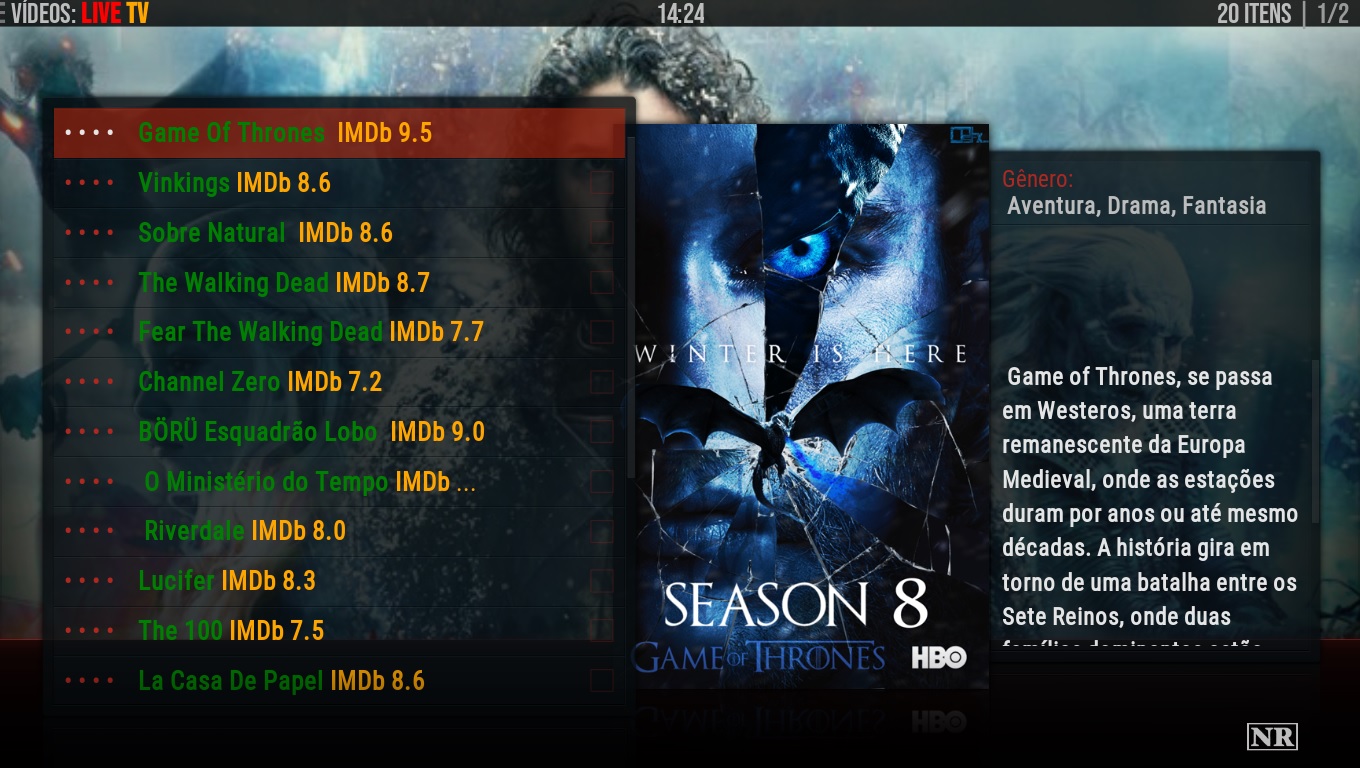 VÍDEOS: LIVE TV
14:24
20 ITENS | 1/2
Game Of Thrones IMDb 9.5
Vinkings IMDb 8.6
Sobre Natural IMDb 8.6
The Walking Dead IMDb 8.7
Fear The Walking Dead IMDb 7.7
Channel Zero IMDb 7.2
BÖRÜ Esquadrão Lobo IMDb 9.0
O Ministério do Tempo IMDb ...
Riverdale IMDb 8.0
Lucifer IMDb 8.3
The 100 IMDb 7.5
La Casa De Papel IMDb 8.6
WINTER IS HERE
SEASON 8
GAME OF THRONES HBO
Gênero:
Aventura, Drama, Fantasia
Game of Thrones, se passa
em Westeros, uma terra
remanescente da Europa
Medieval, onde as estações
duram por anos ou até mesmo
décadas. A história gira em
torno de uma batalha entre os
Sete Reinos, onde duas
famílias dominantes estão
NR